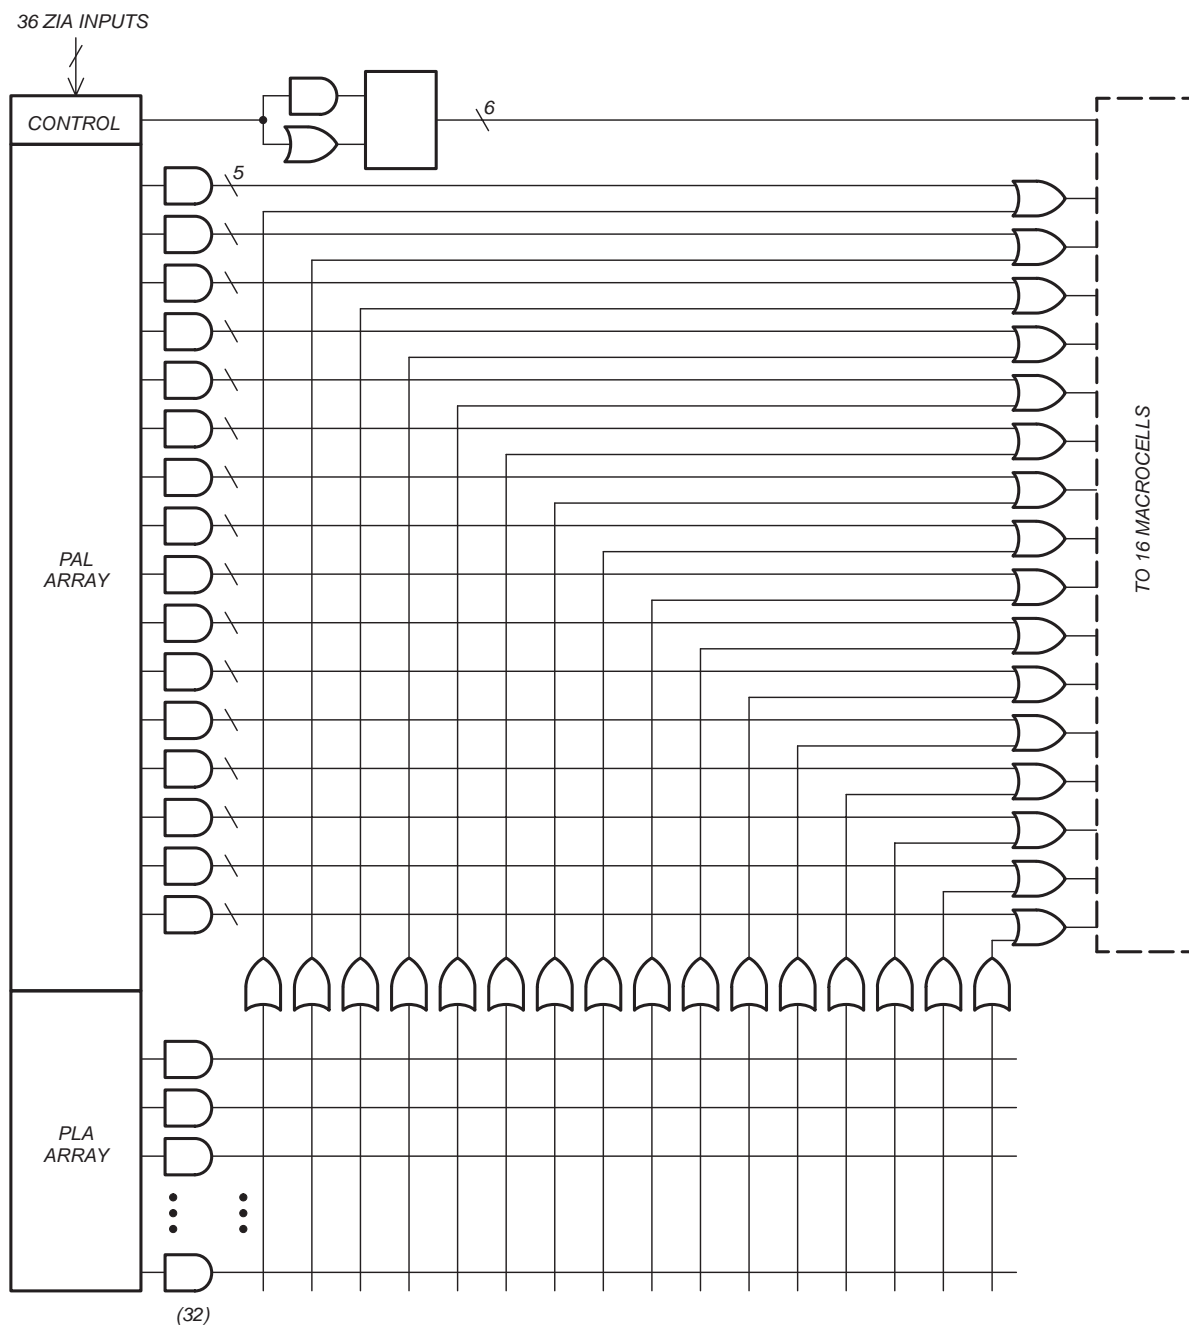 36 ZIA INPUTS
CONTROL
6
5
PAL
ARRAY
TO 16 MACROCELLS
PLA
ARRAY
(32)